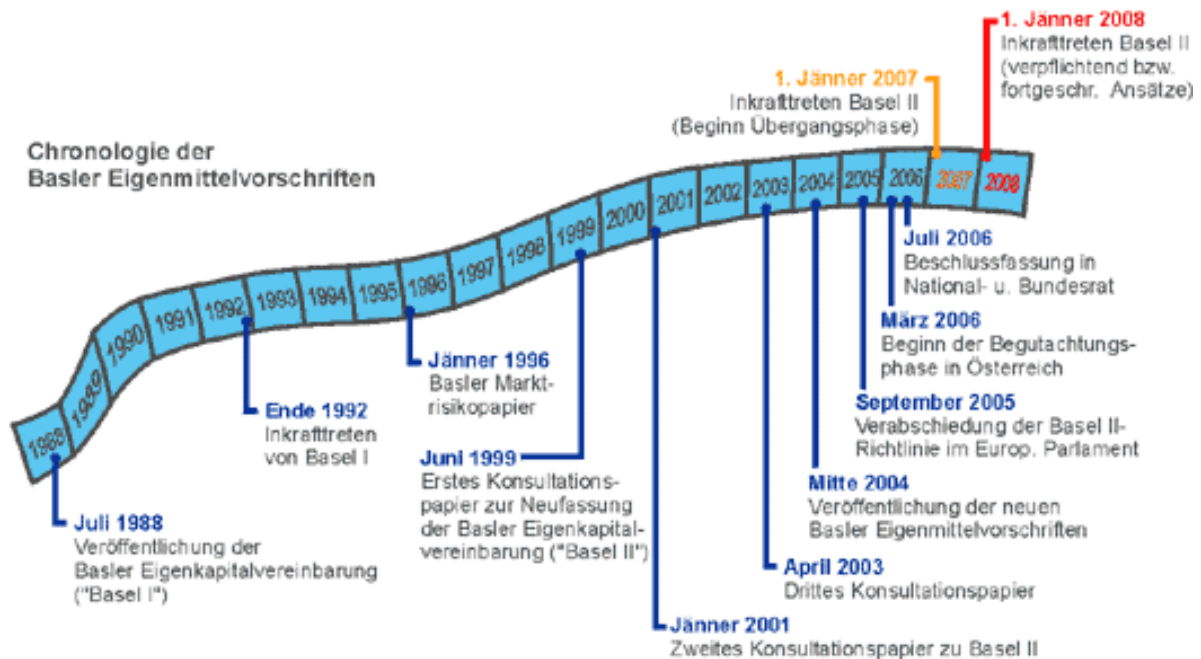 Chronologie der
Basler Eigenmittelvorschriften
1988
1989
1990
1991
1992
1993
1994
1995
1996
1997
1998
1999
2000
2001
2002
2003
2004
2005
2006
2007
2008
Juli 1988
Veröffentlichung der
Basler Eigenkapitalvereinbarung
("Basel I")
Ende 1992
Inkrafttreten
von Basel I
Jänner 1996
Basler Markt-
risikopapier
Juni 1999
Erstes Konsultations-
papier zur Neufassung
der Basler Eigenkapital-
vereinbarung ("Basel II")
Jänner 2001
Zweites Konsultationspapier zu Basel II
April 2003
Drittes Konsultationspapier
Mitte 2004
Veröffentlichung der neuen
Basler Eigenmittelvorschriften
September 2005
Verabschiedung der Basel II-
Richtlinie im Europ. Parlament
März 2006
Beginn der Begutachtungs-
phase in Österreich
Juli 2006
Beschlussfassung in
National- u. Bundesrat
1. Jänner 2007
Inkrafttreten Basel II
(Beginn Übergangsphase)
1. Jänner 2008
Inkrafttreten Basel II
(verpflichtend bzw.
fortgeschr. Ansätze)